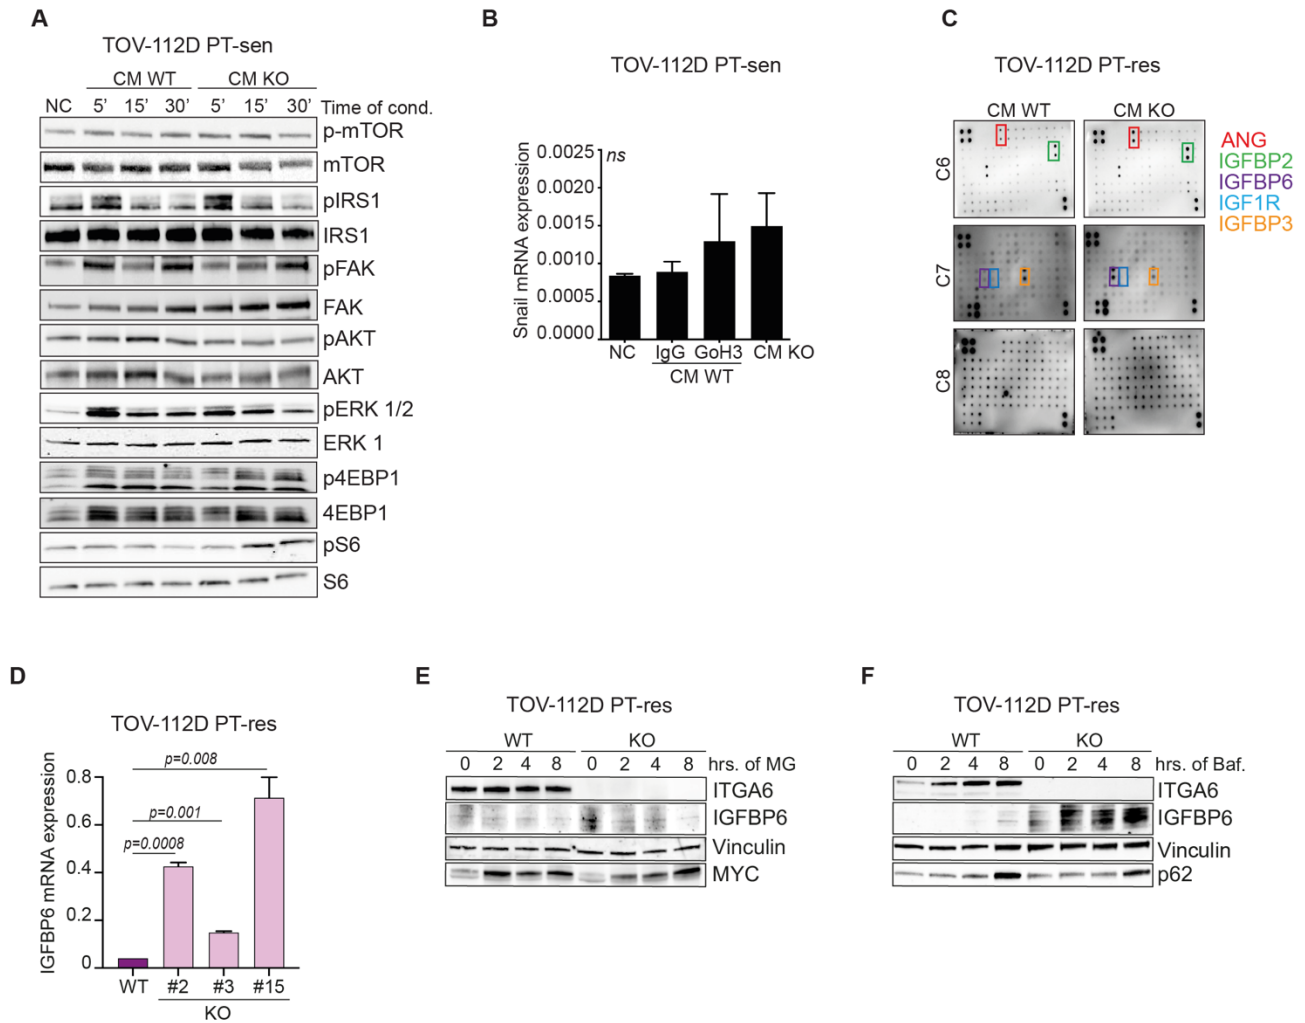 A
TOV-112D PT-sen
CM WT CM KO
NC 5’ 15’ 30’ 5’ 15’ 30’ Time of cond.
p-mTOR
mTOR
pIRS1
IRS1
pFAK
FAK
pAKT
AKT
pERK 1/2
ERK 1
p4EBP1
4EBP1
pS6
S6
B
TOV-112D PT-sen
Snail mRNA expression
0.0025
0.0020
0.0015
0.0010
0.0005
0.0000
ns
NC IgG GoH3 CM KO
CM WT
C
TOV-112D PT-res
CM WT CM KO
C6
C7
C8
ANG
IGFBP2
IGFBP6
IGF1R
IGFBP3
D
TOV-112D PT-res
IGFBP6 mRNA expression
0.8
0.6
0.4
0.2
0
p=0.008
p=0.001
p=0.0008
WT #2 #3 #15
KO
E
TOV-112D PT-res
WT KO
0 2 4 8 0 2 4 8 hrs. of MG
ITGA6
IGFBP6
Vinculin
MYC
F
TOV-112D PT-res
WT KO
0 2 4 8 0 2 4 8 hrs. of Baf.
ITGA6
IGFBP6
Vinculin
p62